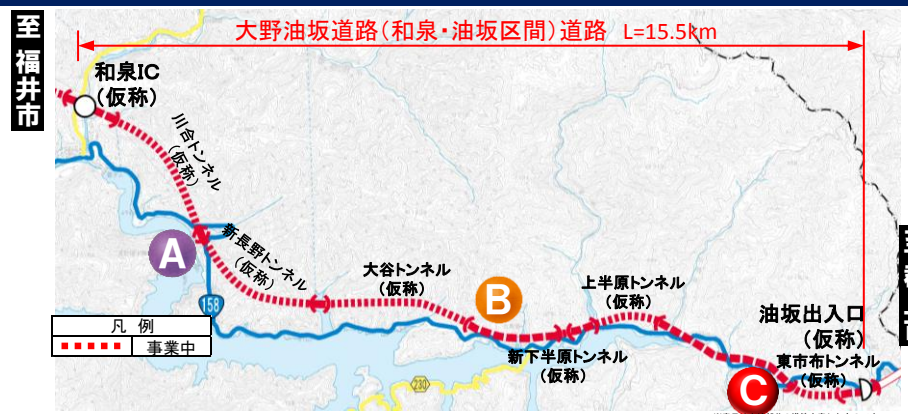 大野油坂道路(和泉・油坂区間)道路 L=15.5km
至 福井市
和泉IC
(仮称)
川合トンネル
(仮称)
新長野トンネル
(仮称)
大谷トンネル
(仮称)
上半原トンネル
(仮称)
油坂出入口
(仮称)
東市布トンネル
(仮称)
新下半原トンネル
(仮称)
A
B
C
158
230
凡 例
事業中